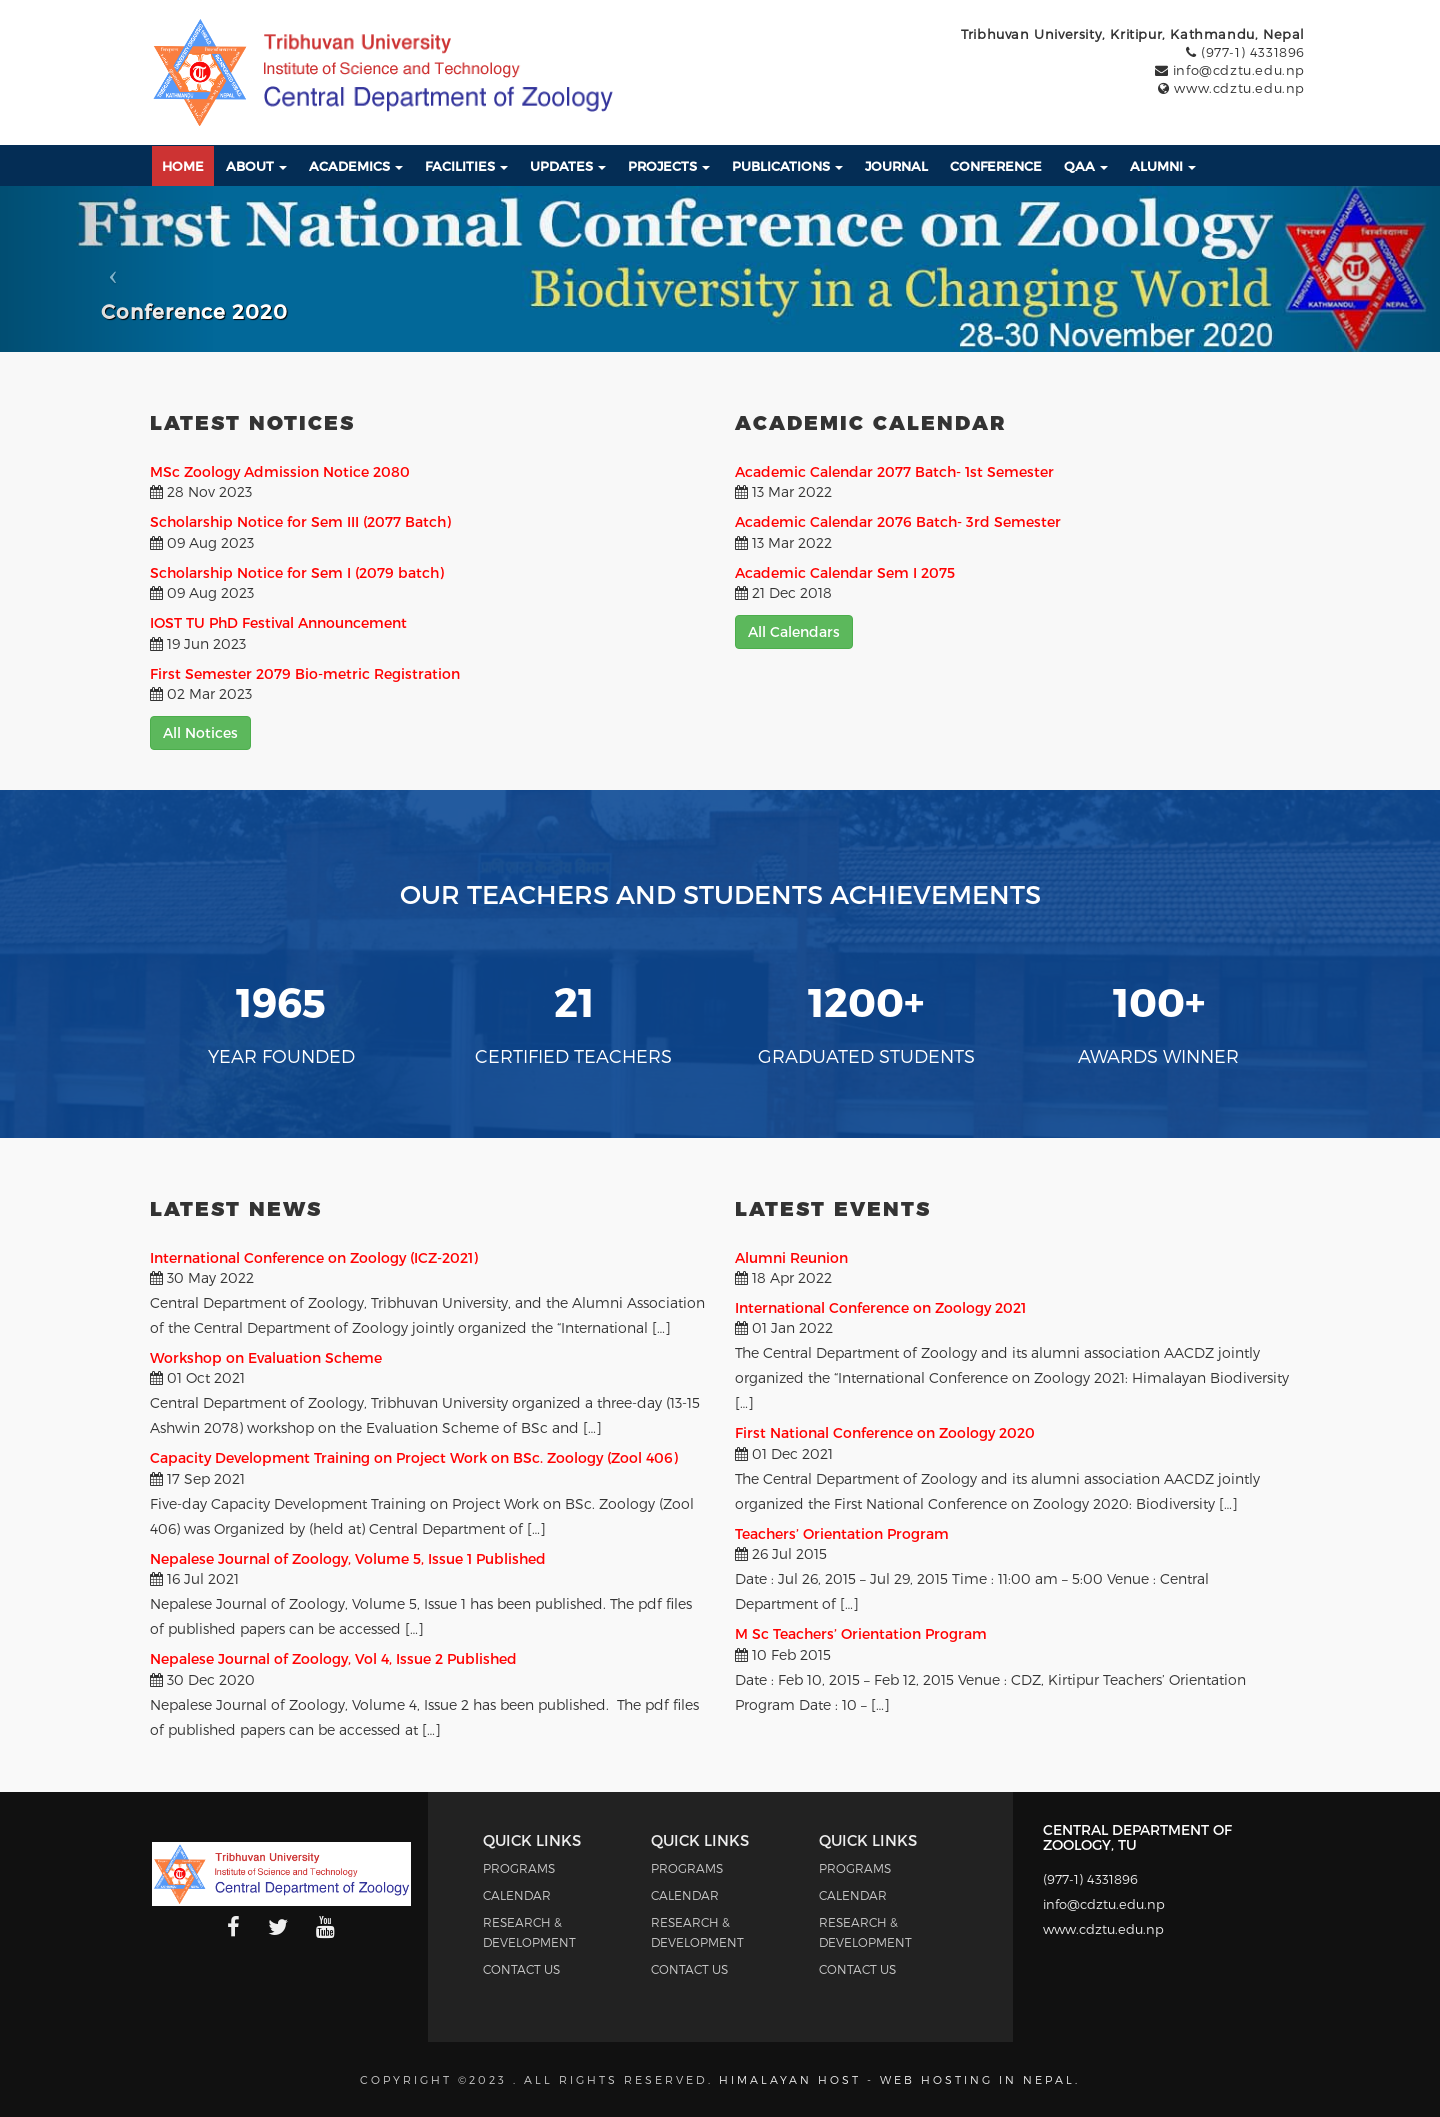 Tribhuvan University
Institute of Science and Technology
Central Department of Zoology
Tribhuvan University, Kritipur, Kathmandu, Nepal
(977-1) 4331896
info@cdztu.edu.np
www.cdztu.edu.np
HOME ABOUT ACADEMICS FACILITIES UPDATES PROJECTS PUBLICATIONS JOURNAL CONFERENCE QAA ALUMNI
First National Conference on Zoology
Biodiversity in a Changing World
28-30 November 2020
Conference 2020
KATHMANDU, NEPAL
LATEST NOTICES
MSc Zoology Admission Notice 2080
28 Nov 2023
Scholarship Notice for Sem III (2077 Batch)
09 Aug 2023
Scholarship Notice for Sem I (2079 batch)
09 Aug 2023
IOST TU PhD Festival Announcement
19 Jun 2023
First Semester 2079 Bio-metric Registration
02 Mar 2023
All Notices
ACADEMIC CALENDAR
Academic Calendar 2077 Batch- 1st Semester
13 Mar 2022
Academic Calendar 2076 Batch- 3rd Semester
13 Mar 2022
Academic Calendar Sem I 2075
21 Dec 2018
All Calendars
OUR TEACHERS AND STUDENTS ACHIEVEMENTS
1965
YEAR FOUNDED
21
CERTIFIED TEACHERS
1200+
GRADUATED STUDENTS
100+
AWARDS WINNER
LATEST NEWS
International Conference on Zoology (ICZ-2021)
30 May 2022
Central Department of Zoology, Tribhuvan University, and the Alumni Association
of the Central Department of Zoology jointly organized the “International […]
Workshop on Evaluation Scheme
01 Oct 2021
Central Department of Zoology, Tribhuvan University organized a three-day (13-15
Ashwin 2078) workshop on the Evaluation Scheme of BSc and […]
Capacity Development Training on Project Work on BSc. Zoology (Zool 406)
17 Sep 2021
Five-day Capacity Development Training on Project Work on BSc. Zoology (Zool
406) was Organized by (held at) Central Department of […]
Nepalese Journal of Zoology, Volume 5, Issue 1 Published
16 Jul 2021
Nepalese Journal of Zoology, Volume 5, Issue 1 has been published. The pdf files
of published papers can be accessed […]
Nepalese Journal of Zoology, Vol 4, Issue 2 Published
30 Dec 2020
Nepalese Journal of Zoology, Volume 4, Issue 2 has been published.  The pdf files
of published papers can be accessed at […]
LATEST EVENTS
Alumni Reunion
18 Apr 2022
International Conference on Zoology 2021
01 Jan 2022
The Central Department of Zoology and its alumni association AACDZ jointly
organized the “International Conference on Zoology 2021: Himalayan Biodiversity
[…]
First National Conference on Zoology 2020
01 Dec 2021
The Central Department of Zoology and its alumni association AACDZ jointly
organized the First National Conference on Zoology 2020: Biodiversity […]
Teachers’ Orientation Program
26 Jul 2015
Date : Jul 26, 2015 – Jul 29, 2015 Time : 11:00 am – 5:00 Venue : Central
Department of […]
M Sc Teachers’ Orientation Program
10 Feb 2015
Date : Feb 10, 2015 – Feb 12, 2015 Venue : CDZ, Kirtipur Teachers’ Orientation
Program Date : 10 – […]
Tribhuvan University
Institute of Science and Technology
Central Department of Zoology
You
Tube
QUICK LINKS
PROGRAMS
CALENDAR
RESEARCH &
DEVELOPMENT
CONTACT US
QUICK LINKS
PROGRAMS
CALENDAR
RESEARCH &
DEVELOPMENT
CONTACT US
QUICK LINKS
PROGRAMS
CALENDAR
RESEARCH &
DEVELOPMENT
CONTACT US
CENTRAL DEPARTMENT OF
ZOOLOGY, TU
(977-1) 4331896
info@cdztu.edu.np
www.cdztu.edu.np
COPYRIGHT ©2023 . ALL RIGHTS RESERVED. HIMALAYAN HOST - WEB HOSTING IN NEPAL.